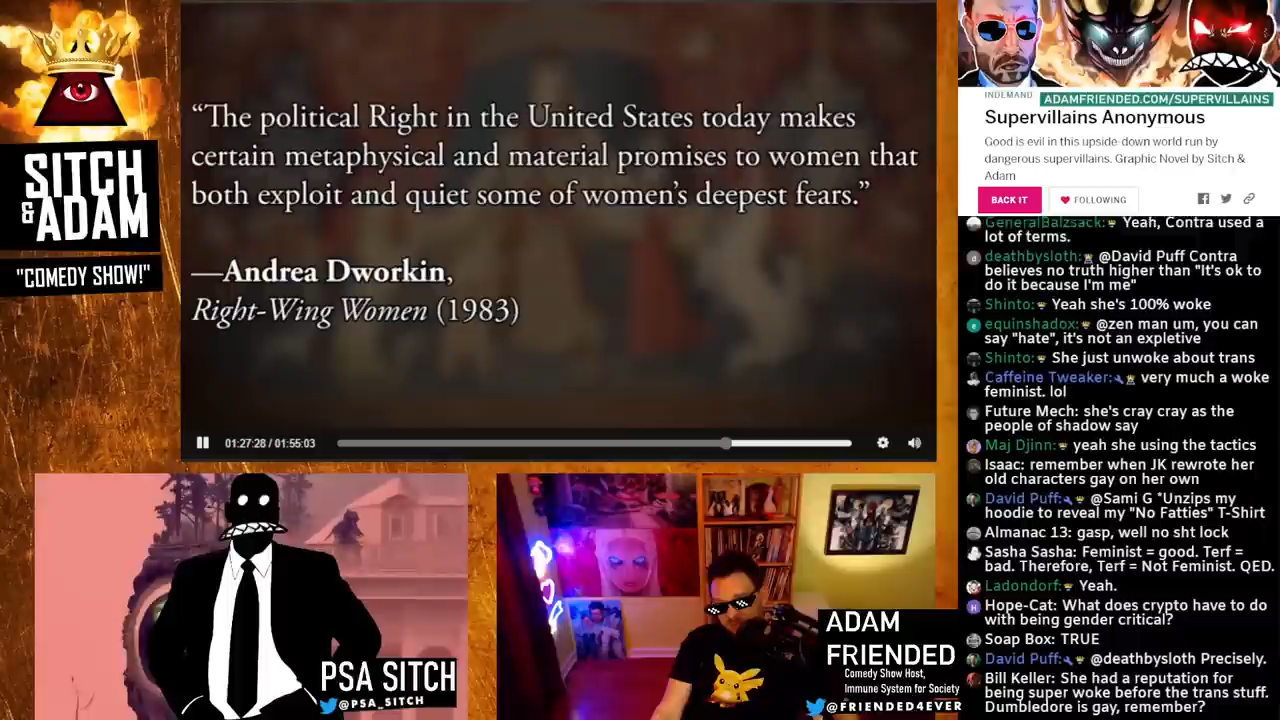 "The political Right in the United States today makes
certain metaphysical and material promises to women that
both exploit and quiet some of women's deepest fears."
—Andrea Dworkin,
Right-Wing Women (1983)
01:27:28 / 01:55:03
SITCH
& ADAM
"COMEDY SHOW!"
PSA SITCH
@PSA_SITCH
ADAM
FRIENDED
Comedy Show Host,
Immune System for Society
@FRIENDED4EVER
INDEMAND
ADAMFRIENDED.COM/SUPERVILLAINS
Supervillains Anonymous
Good is evil in this upside-down world run by
dangerous supervillains. Graphic Novel by Sitch &
Adam
BACK IT
FOLLOWING
GeneralBalzsack: Yeah, Contra used a
lot of terms.
deathbysloth: @David Puff Contra
believes no truth higher than "It's ok to
do it because I'm me"
Shinto: Yeah she's 100% woke
equinshadox: @zen man um, you can
say "hate", it's not an expletive
Shinto: She just unwoke about trans
Caffeine Tweaker: very much a woke
feminist. lol
Future Mech: she's cray cray as the
people of shadow say
Maj Djinn: yeah she using the tactics
Isaac: remember when JK rewrote her
old characters gay on her own
David Puff: @Sami G *Unzips my
hoodie to reveal my "No Fatties" T-Shirt
Almanac 13: gasp, well no sht lock
Sasha Sasha: Feminist = good. Terf =
bad. Therefore, Terf = Not Feminist. QED.
Ladondorf: Yeah.
Hope-Cat: What does crypto have to do
with being gender critical?
Soap Box: TRUE
David Puff: @deathbysloth Precisely.
Bill Keller: She had a reputation for
being super woke before the trans stuff.
Dumbledore is gay, remember?